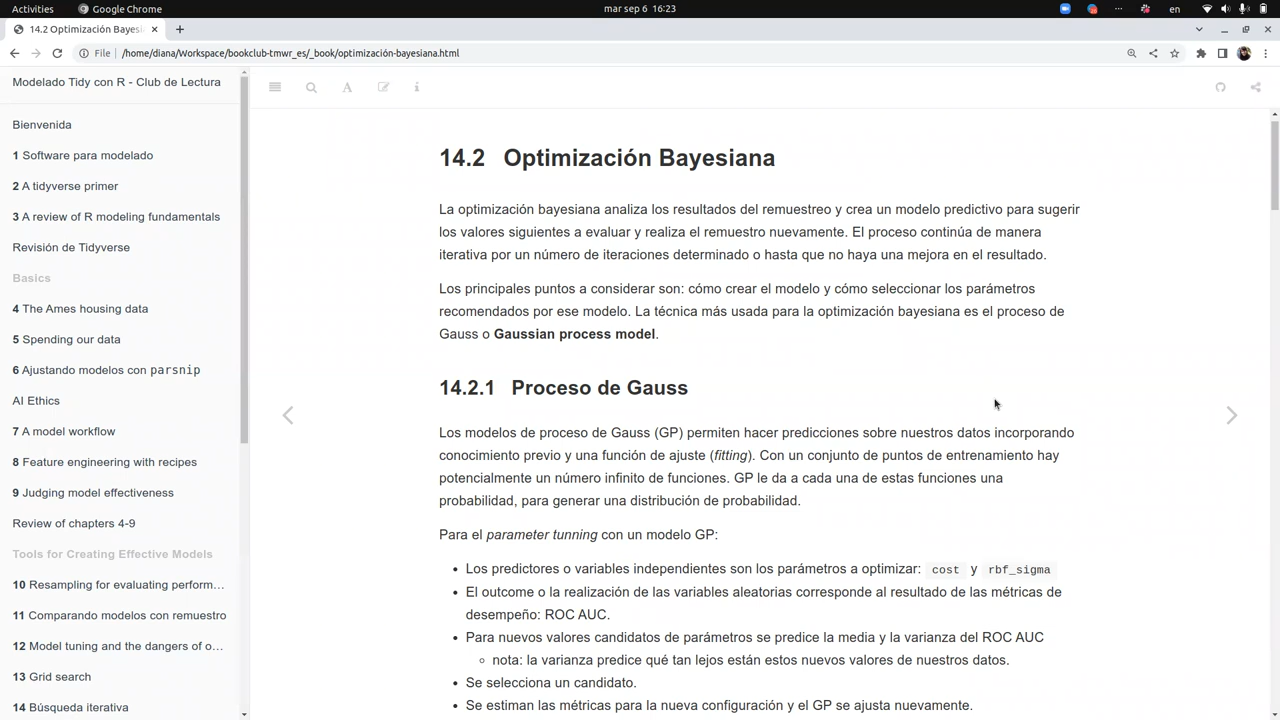 Activities
Google Chrome
mar sep 6 16:23
en
14.2 Optimización Bayesia
File
/home/diana/Workspace/bookclub-tmwr_es/_book/optimización-bayesiana.html
Modelado Tidy con R - Club de Lectura
Bienvenida
1 Software para modelado
2 A tidyverse primer
3 A review of R modeling fundamentals
Revisión de Tidyverse
Basics
4 The Ames housing data
5 Spending our data
6 Ajustando modelos con parsnip
AI Ethics
7 A model workflow
8 Feature engineering with recipes
9 Judging model effectiveness
Review of chapters 4-9
Tools for Creating Effective Models
10 Resampling for evaluating perform…
11 Comparando modelos con remuestro
12 Model tuning and the dangers of o…
13 Grid search
14 Búsqueda iterativa
14.2 Optimización Bayesiana
La optimización bayesiana analiza los resultados del remuestreo y crea un modelo predictivo para sugerir
los valores siguientes a evaluar y realiza el remuestro nuevamente. El proceso continúa de manera
iterativa por un número de iteraciones determinado o hasta que no haya una mejora en el resultado.
Los principales puntos a considerar son: cómo crear el modelo y cómo seleccionar los parámetros
recomendados por ese modelo. La técnica más usada para la optimización bayesiana es el proceso de
Gauss o Gaussian process model.
14.2.1 Proceso de Gauss
Los modelos de proceso de Gauss (GP) permiten hacer predicciones sobre nuestros datos incorporando
conocimiento previo y una función de ajuste (fitting). Con un conjunto de puntos de entrenamiento hay
potencialmente un número infinito de funciones. GP le da a cada una de estas funciones una
probabilidad, para generar una distribución de probabilidad.
Para el parameter tunning con un modelo GP:
• Los predictores o variables independientes son los parámetros a optimizar: cost y rbf_sigma
• El outcome o la realización de las variables aleatorias corresponde al resultado de las métricas de
desempeño: ROC AUC.
• Para nuevos valores candidatos de parámetros se predice la media y la varianza del ROC AUC
◦ nota: la varianza predice qué tan lejos están estos nuevos valores de nuestros datos.
• Se selecciona un candidato.
• Se estiman las métricas para la nueva configuración y el GP se ajusta nuevamente.